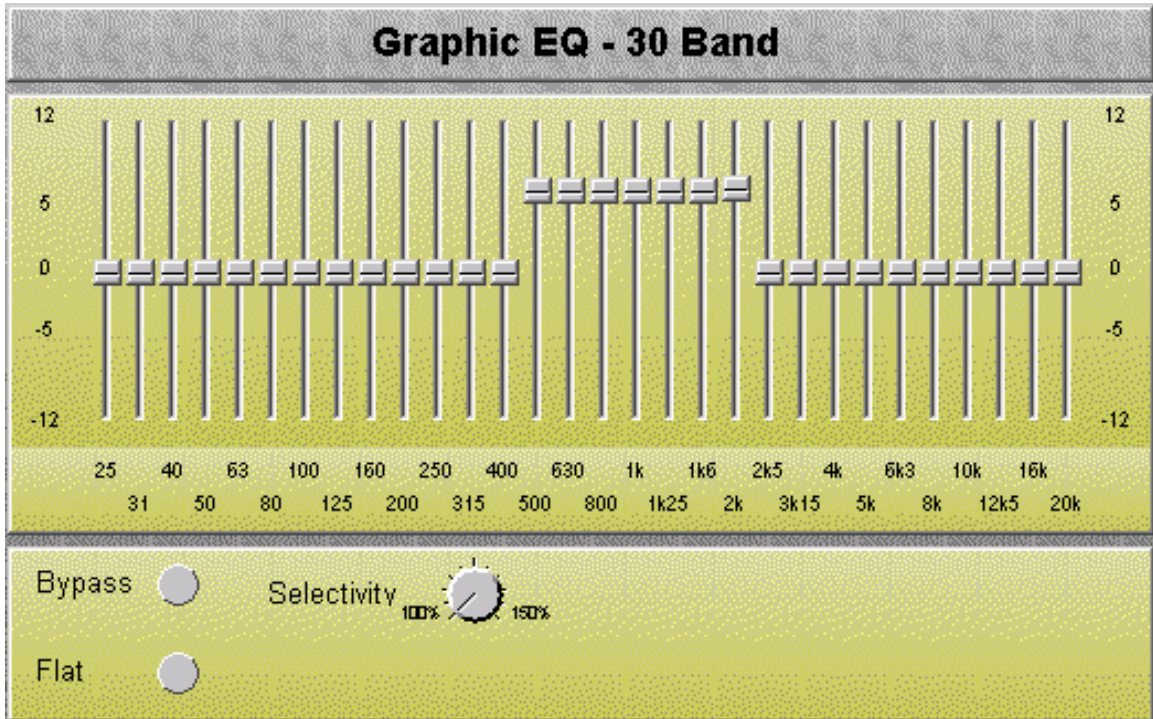 Graphic EQ - 30 Band
12 12
5 5
0 0
-5 -5
-12 -12
25 40 63 100 160 250 400 630 1k 1k6 2k5 4k 6k3 10k 16k
31 50 80 125 200 315 500 800 1k25 2k 3k15 5k 8k 12k5 20k
Bypass Selectivity 100% 150%
Flat